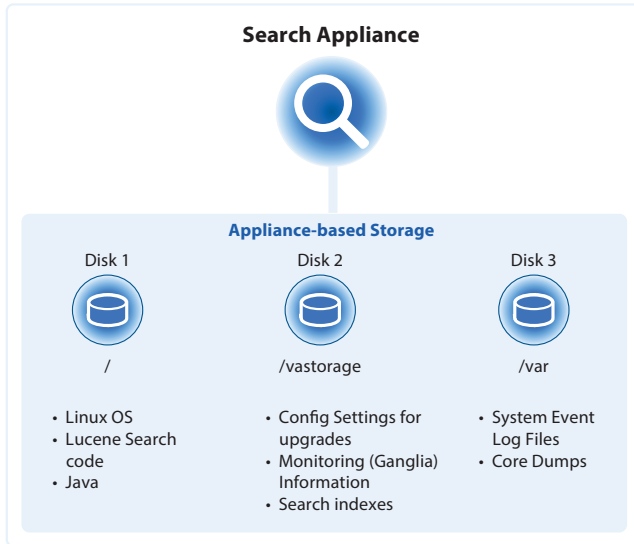 Search Appliance
Appliance-based Storage
Disk 1
Disk 2
Disk 3
/
/vastorage
/var
• Linux OS
• Lucene Search
code
• Java
• Config Settings for
upgrades
• Monitoring (Ganglia)
Information
• Search indexes
• System Event
Log Files
• Core Dumps